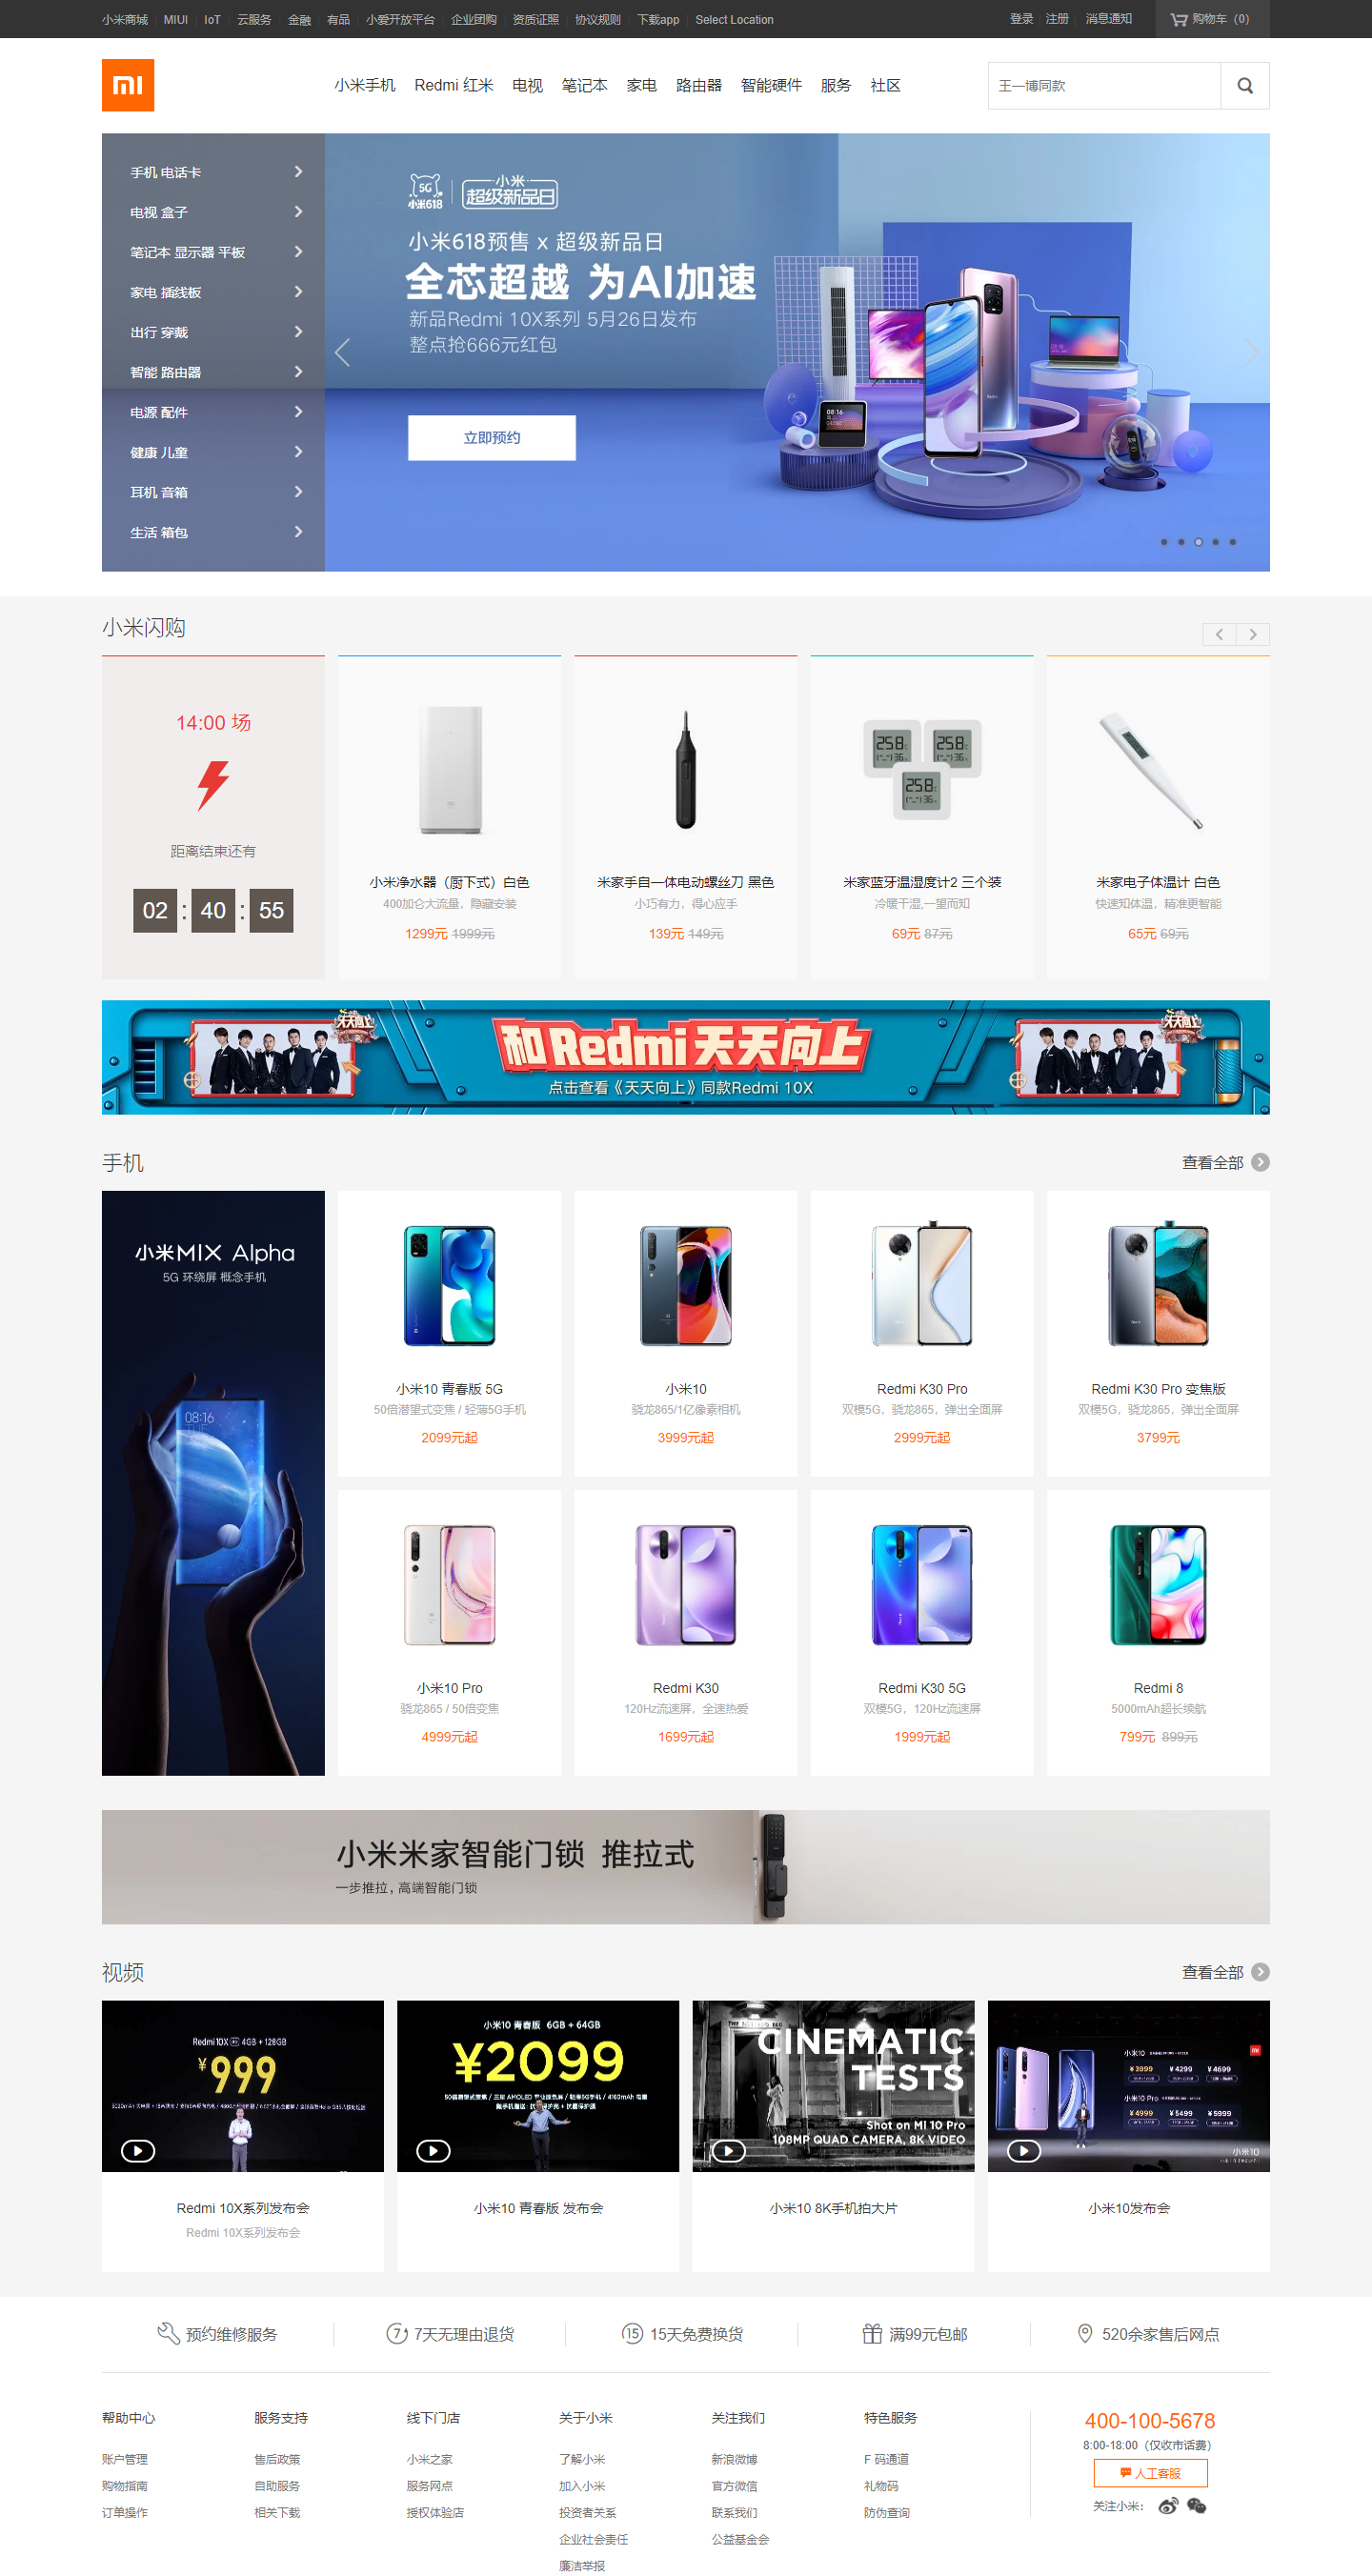 小米商城 MIUI IoT 云服务 金融 有品 小爱开放平台 企业团购 资质证照 协议规则 下载app Select Location
登录 注册 消息通知 购物车（0）
小米手机 Redmi 红米 电视 笔记本 家电 路由器 智能硬件 服务 社区
王一博同款
手机 电话卡
电视 盒子
笔记本 显示器 平板
家电 插线板
出行 穿戴
智能 路由器
电源 配件
健康 儿童
耳机 音箱
生活 箱包
5G
小米618
小米
超级新品日
小米618预售 x 超级新品日
全芯超越 为AI加速
新品Redmi 10X系列 5月26日发布
整点抢666元红包
立即预约
小米闪购
14:00 场
距离结束还有
02 : 40 : 55
小米净水器（厨下式）白色
400加仑大流量，隐藏安装
1299元 1999元
米家手自一体电动螺丝刀 黑色
小巧有力，得心应手
139元 149元
米家蓝牙温湿度计2 三个装
冷暖干湿,一望而知
69元 87元
米家电子体温计 白色
快速知体温，精准更智能
65元 69元
天天向上
和Redmi天天向上
点击查看《天天向上》同款Redmi 10X
天天向上
手机
查看全部
小米MIX Alpha
5G 环绕屏 概念手机
08:16
小米10 青春版 5G
50倍潜望式变焦 / 轻薄5G手机
2099元起
小米10
骁龙865/1亿像素相机
3999元起
Redmi K30 Pro
双模5G，骁龙865，弹出全面屏
2999元起
Redmi K30 Pro 变焦版
双模5G，骁龙865，弹出全面屏
3799元
小米10 Pro
骁龙865 / 50倍变焦
4999元起
Redmi K30
120Hz流速屏，全速热爱
1699元起
Redmi K30 5G
双模5G，120Hz流速屏
1999元起
Redmi 8
5000mAh超长续航
799元 899元
小米米家智能门锁 推拉式
一步推拉，高端智能门锁
视频
查看全部
Redmi 10X 4GB + 128GB
¥999
小米10 青春版 6GB + 64GB
¥2099
CINEMATIC
TESTS
Shot on MI 10 Pro
108MP QUAD CAMERA, 8K VIDEO
小米10
¥3999 ¥4299 ¥4699
小米10 Pro
¥4999 ¥5499 ¥5999
小米10
Redmi 10X系列发布会
Redmi 10X系列发布会
小米10 青春版 发布会
小米10 8K手机拍大片
小米10发布会
预约维修服务
7天无理由退货
15天免费换货
满99元包邮
520余家售后网点
帮助中心
账户管理
购物指南
订单操作
服务支持
售后政策
自助服务
相关下载
线下门店
小米之家
服务网点
授权体验店
关于小米
了解小米
加入小米
投资者关系
企业社会责任
廉洁举报
关注我们
新浪微博
官方微信
联系我们
公益基金会
特色服务
F 码通道
礼物码
防伪查询
400-100-5678
8:00-18:00（仅收市话费）
人工客服
关注小米：